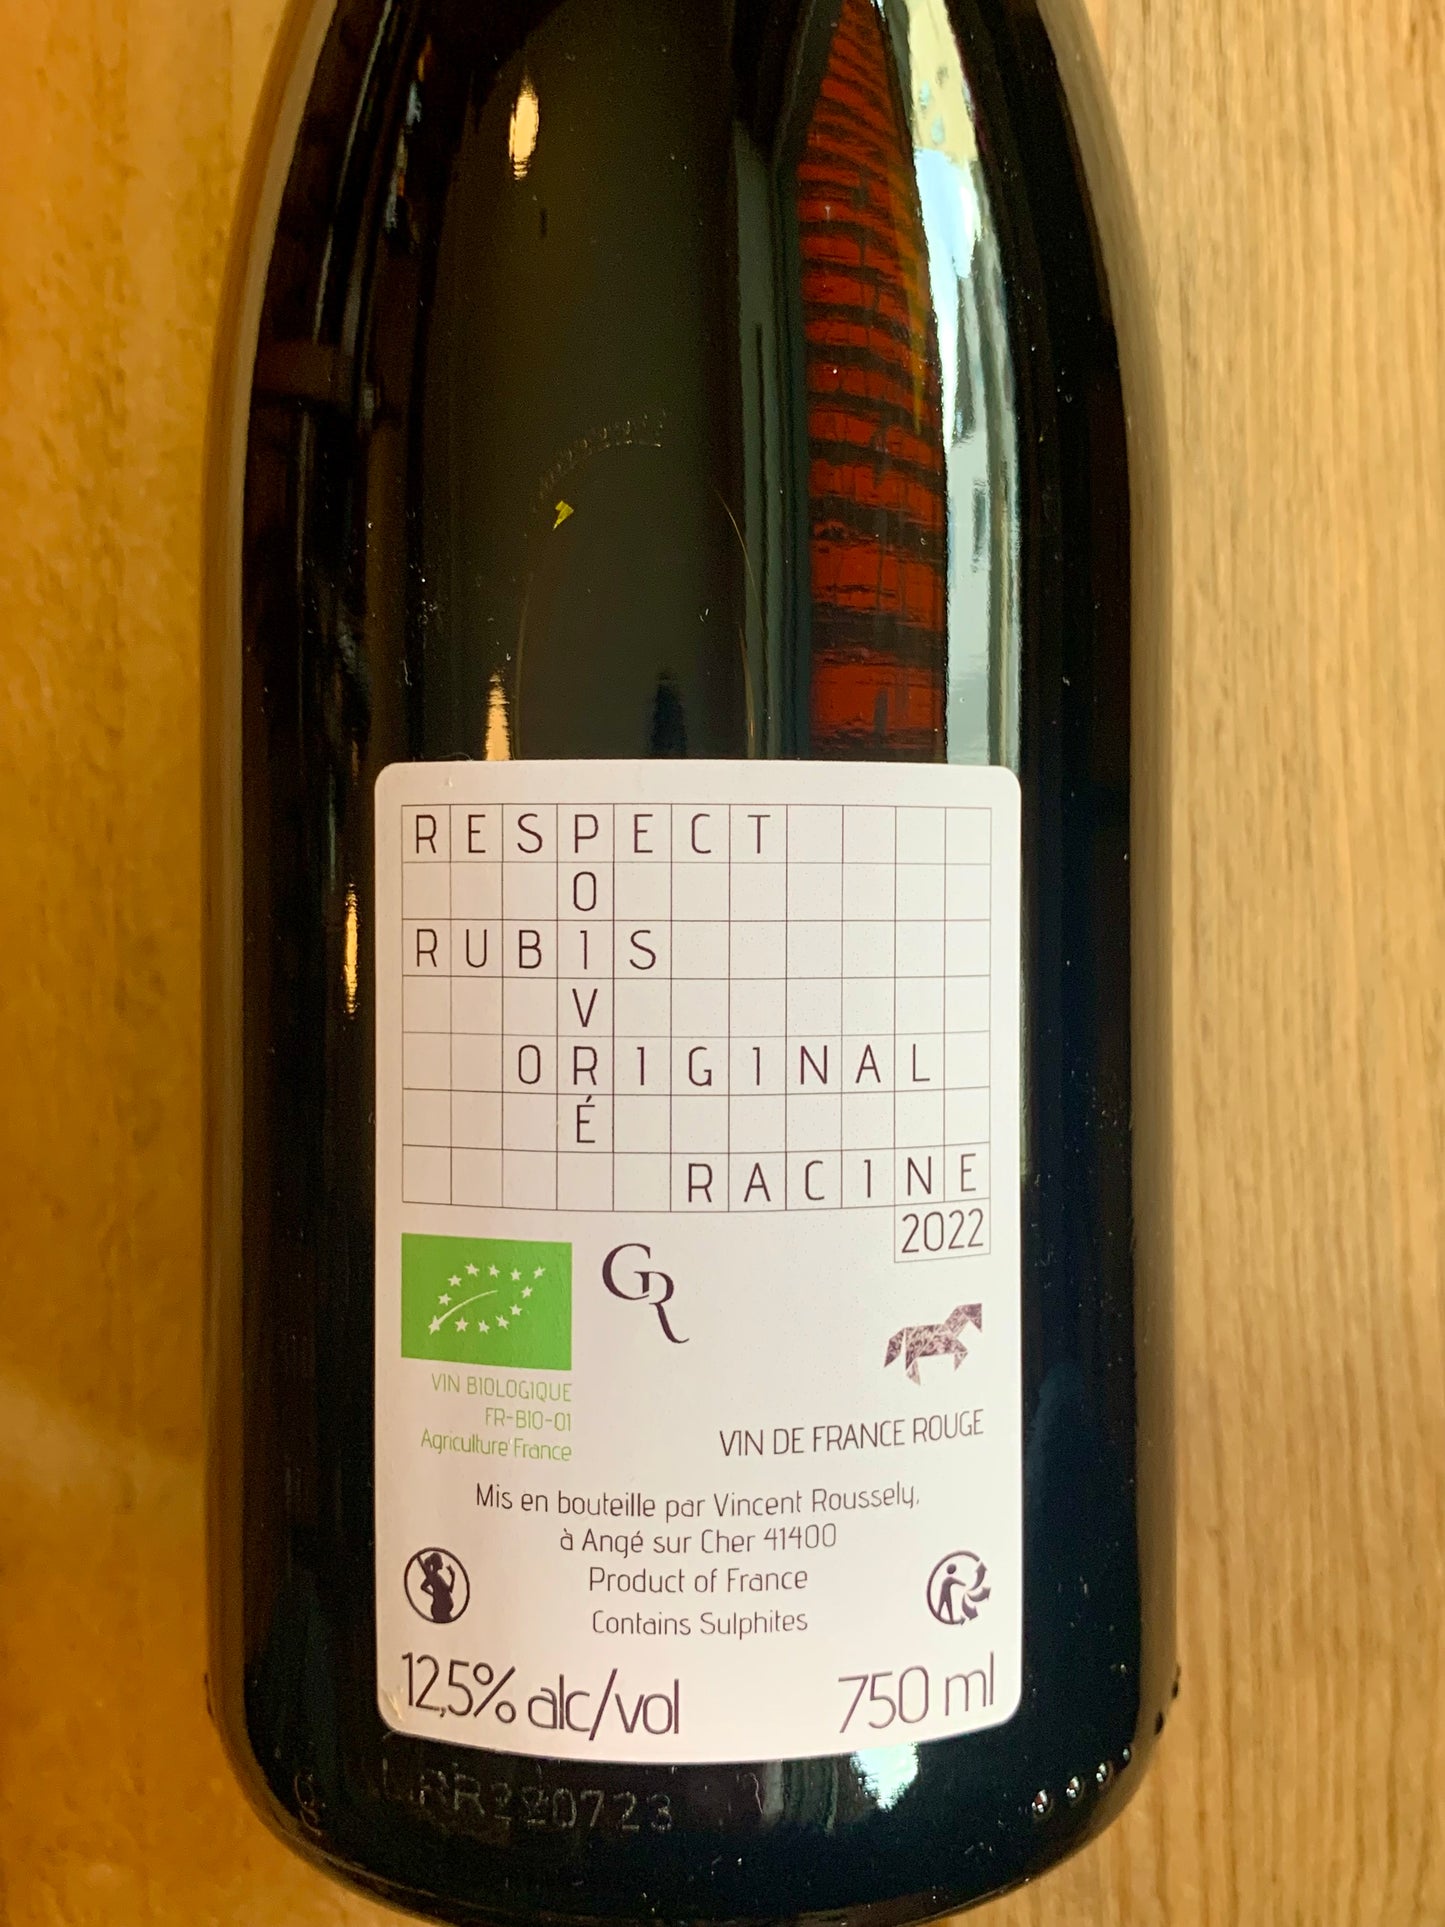 RESPECT
POIVRÉ
RUBIS
ORIGINAL
RACINE
2022
GR
VIN BIOLOGIQUE
FR-BIO-01
Agriculture France
VIN DE FRANCE ROUGE
Mis en bouteille par Vincent Roussely,
à Angé sur Cher 41400
Product of France
Contains Sulphites
12,5% alc/vol
750 ml